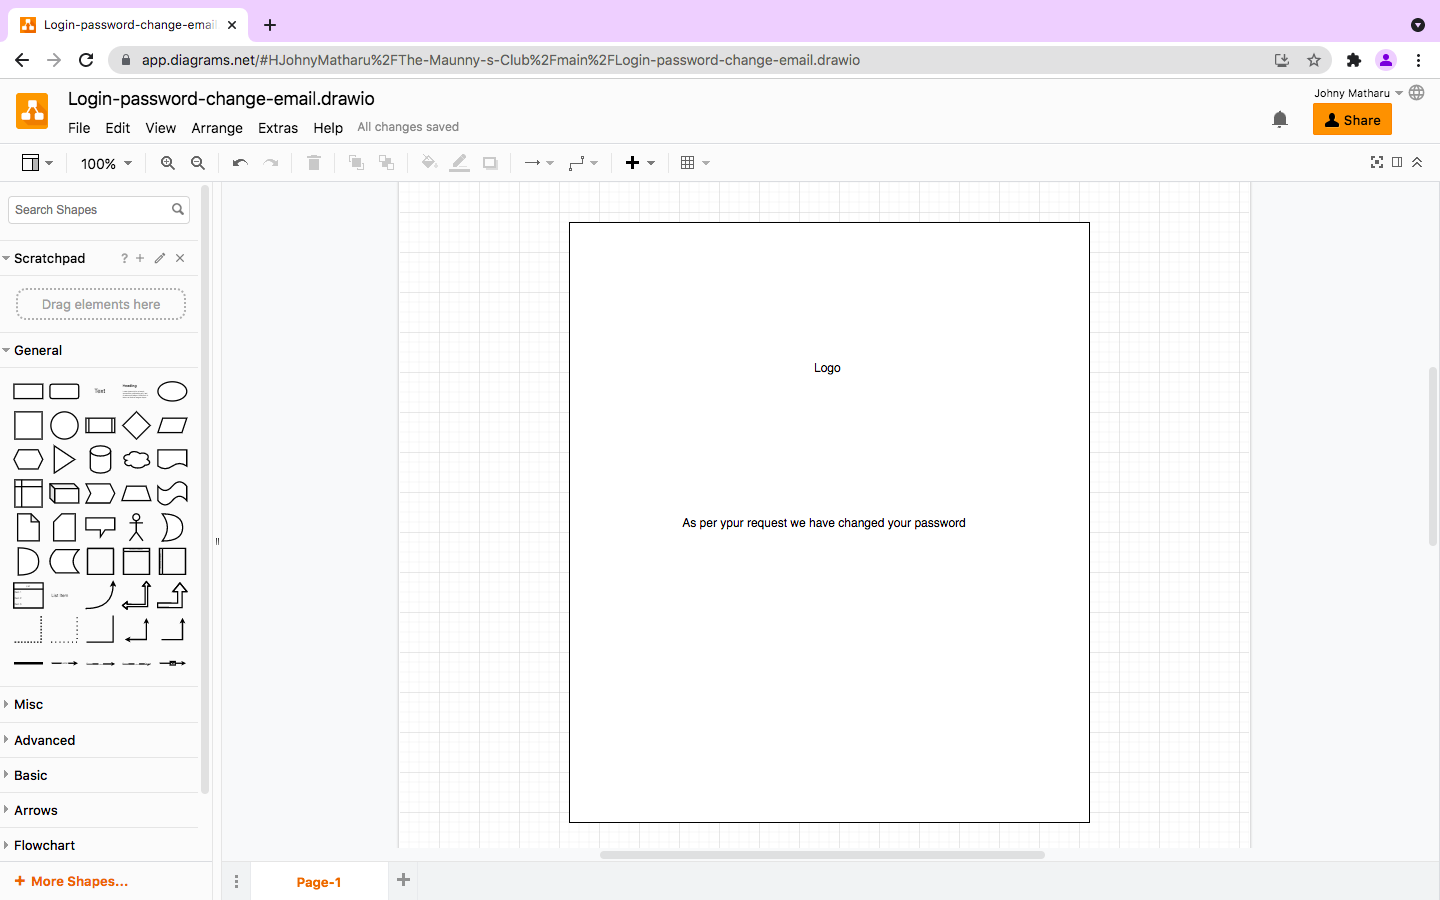 Login-password-change-email
app.diagrams.net/#HJohnyMatharu%2FThe-Maunny-s-Club%2Fmain%2FLogin-password-change-email.drawio
Login-password-change-email.drawio
Johny Matharu
File Edit View Arrange Extras Help All changes saved
Share
100%
Search Shapes
Scratchpad ?
Drag elements here
General
Text
Heading
List Item
Misc
Advanced
Basic
Arrows
Flowchart
+ More Shapes...
Logo
As per ypur request we have changed your password
Page-1